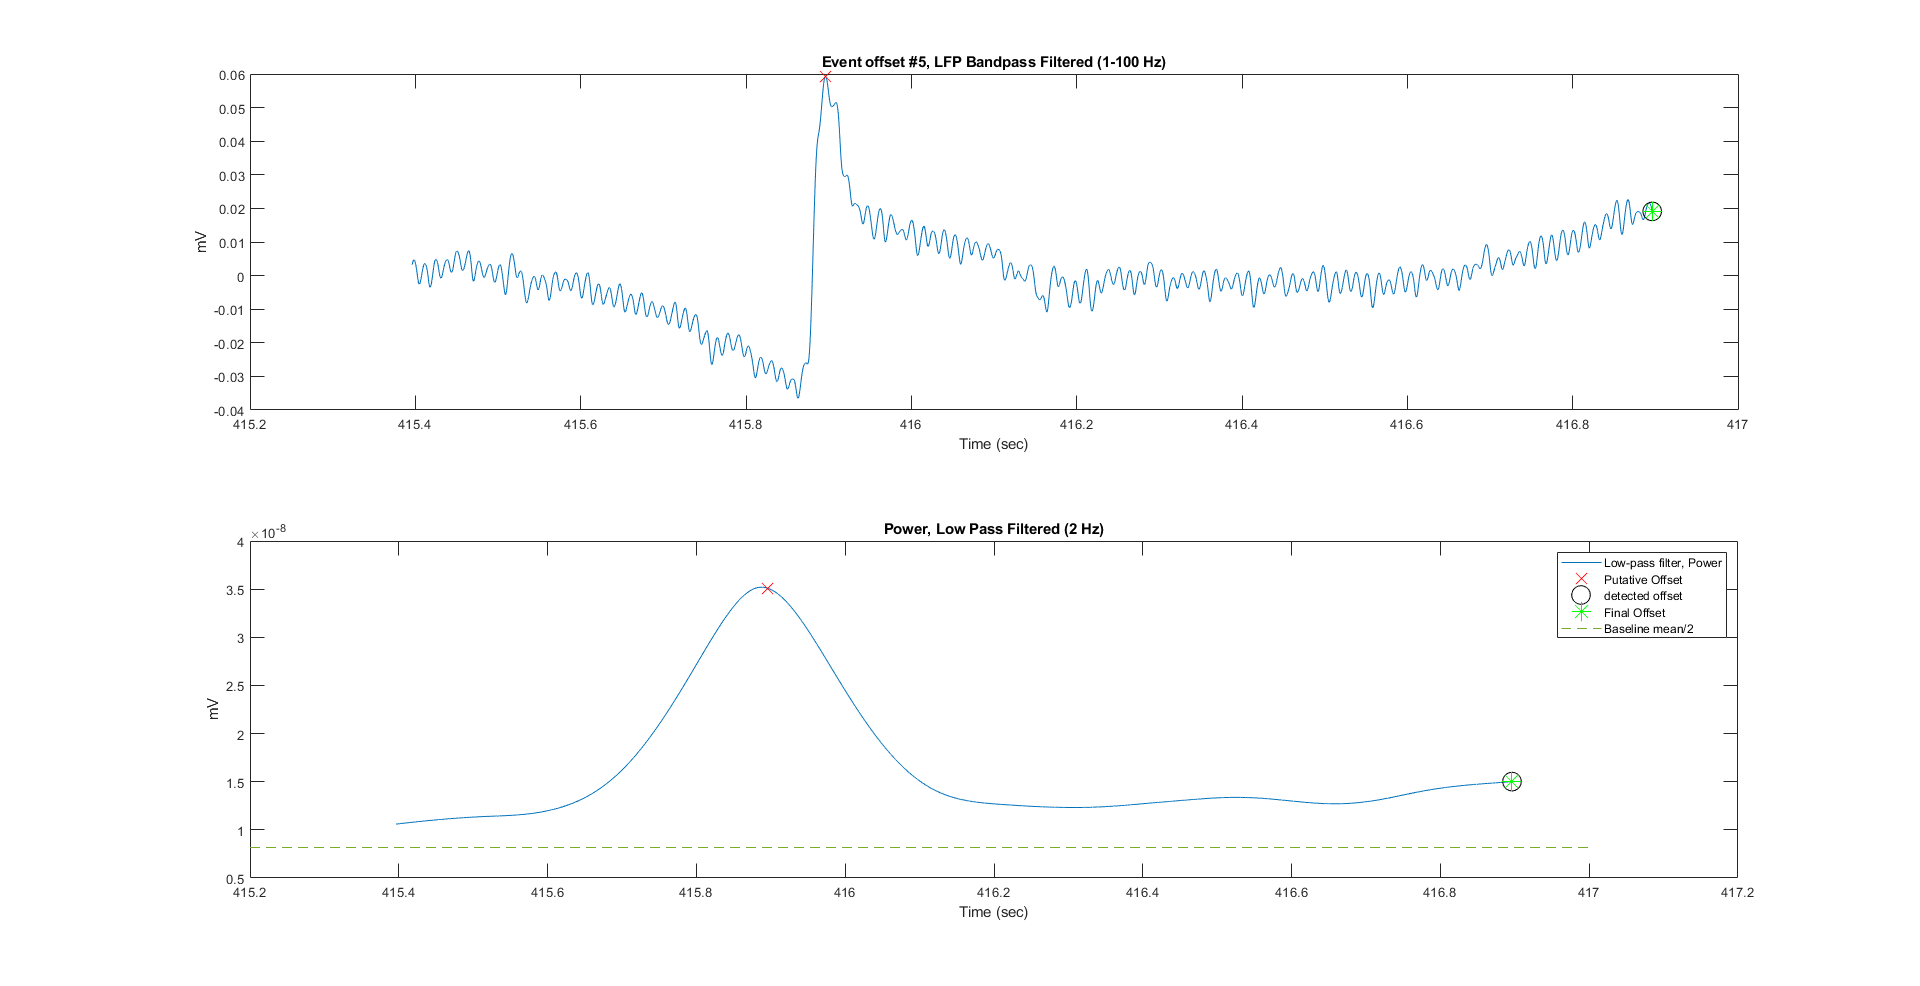 Event offset #5, LFP Bandpass Filtered (1-100 Hz)
0.06
0.05
0.04
0.03
0.02
0.01
0
-0.01
-0.02
-0.03
-0.04
mV
415.2 415.4 415.6 415.8 416 416.2 416.4 416.6 416.8 417
Time (sec)
Power, Low Pass Filtered (2 Hz)
×10-8
4
3.5
3
2.5
2
1.5
1
0.5
mV
Low-pass filter, Power
Putative Offset
detected offset
Final Offset
Baseline mean/2
415.2 415.4 415.6 415.8 416 416.2 416.4 416.6 416.8 417 417.2
Time (sec)